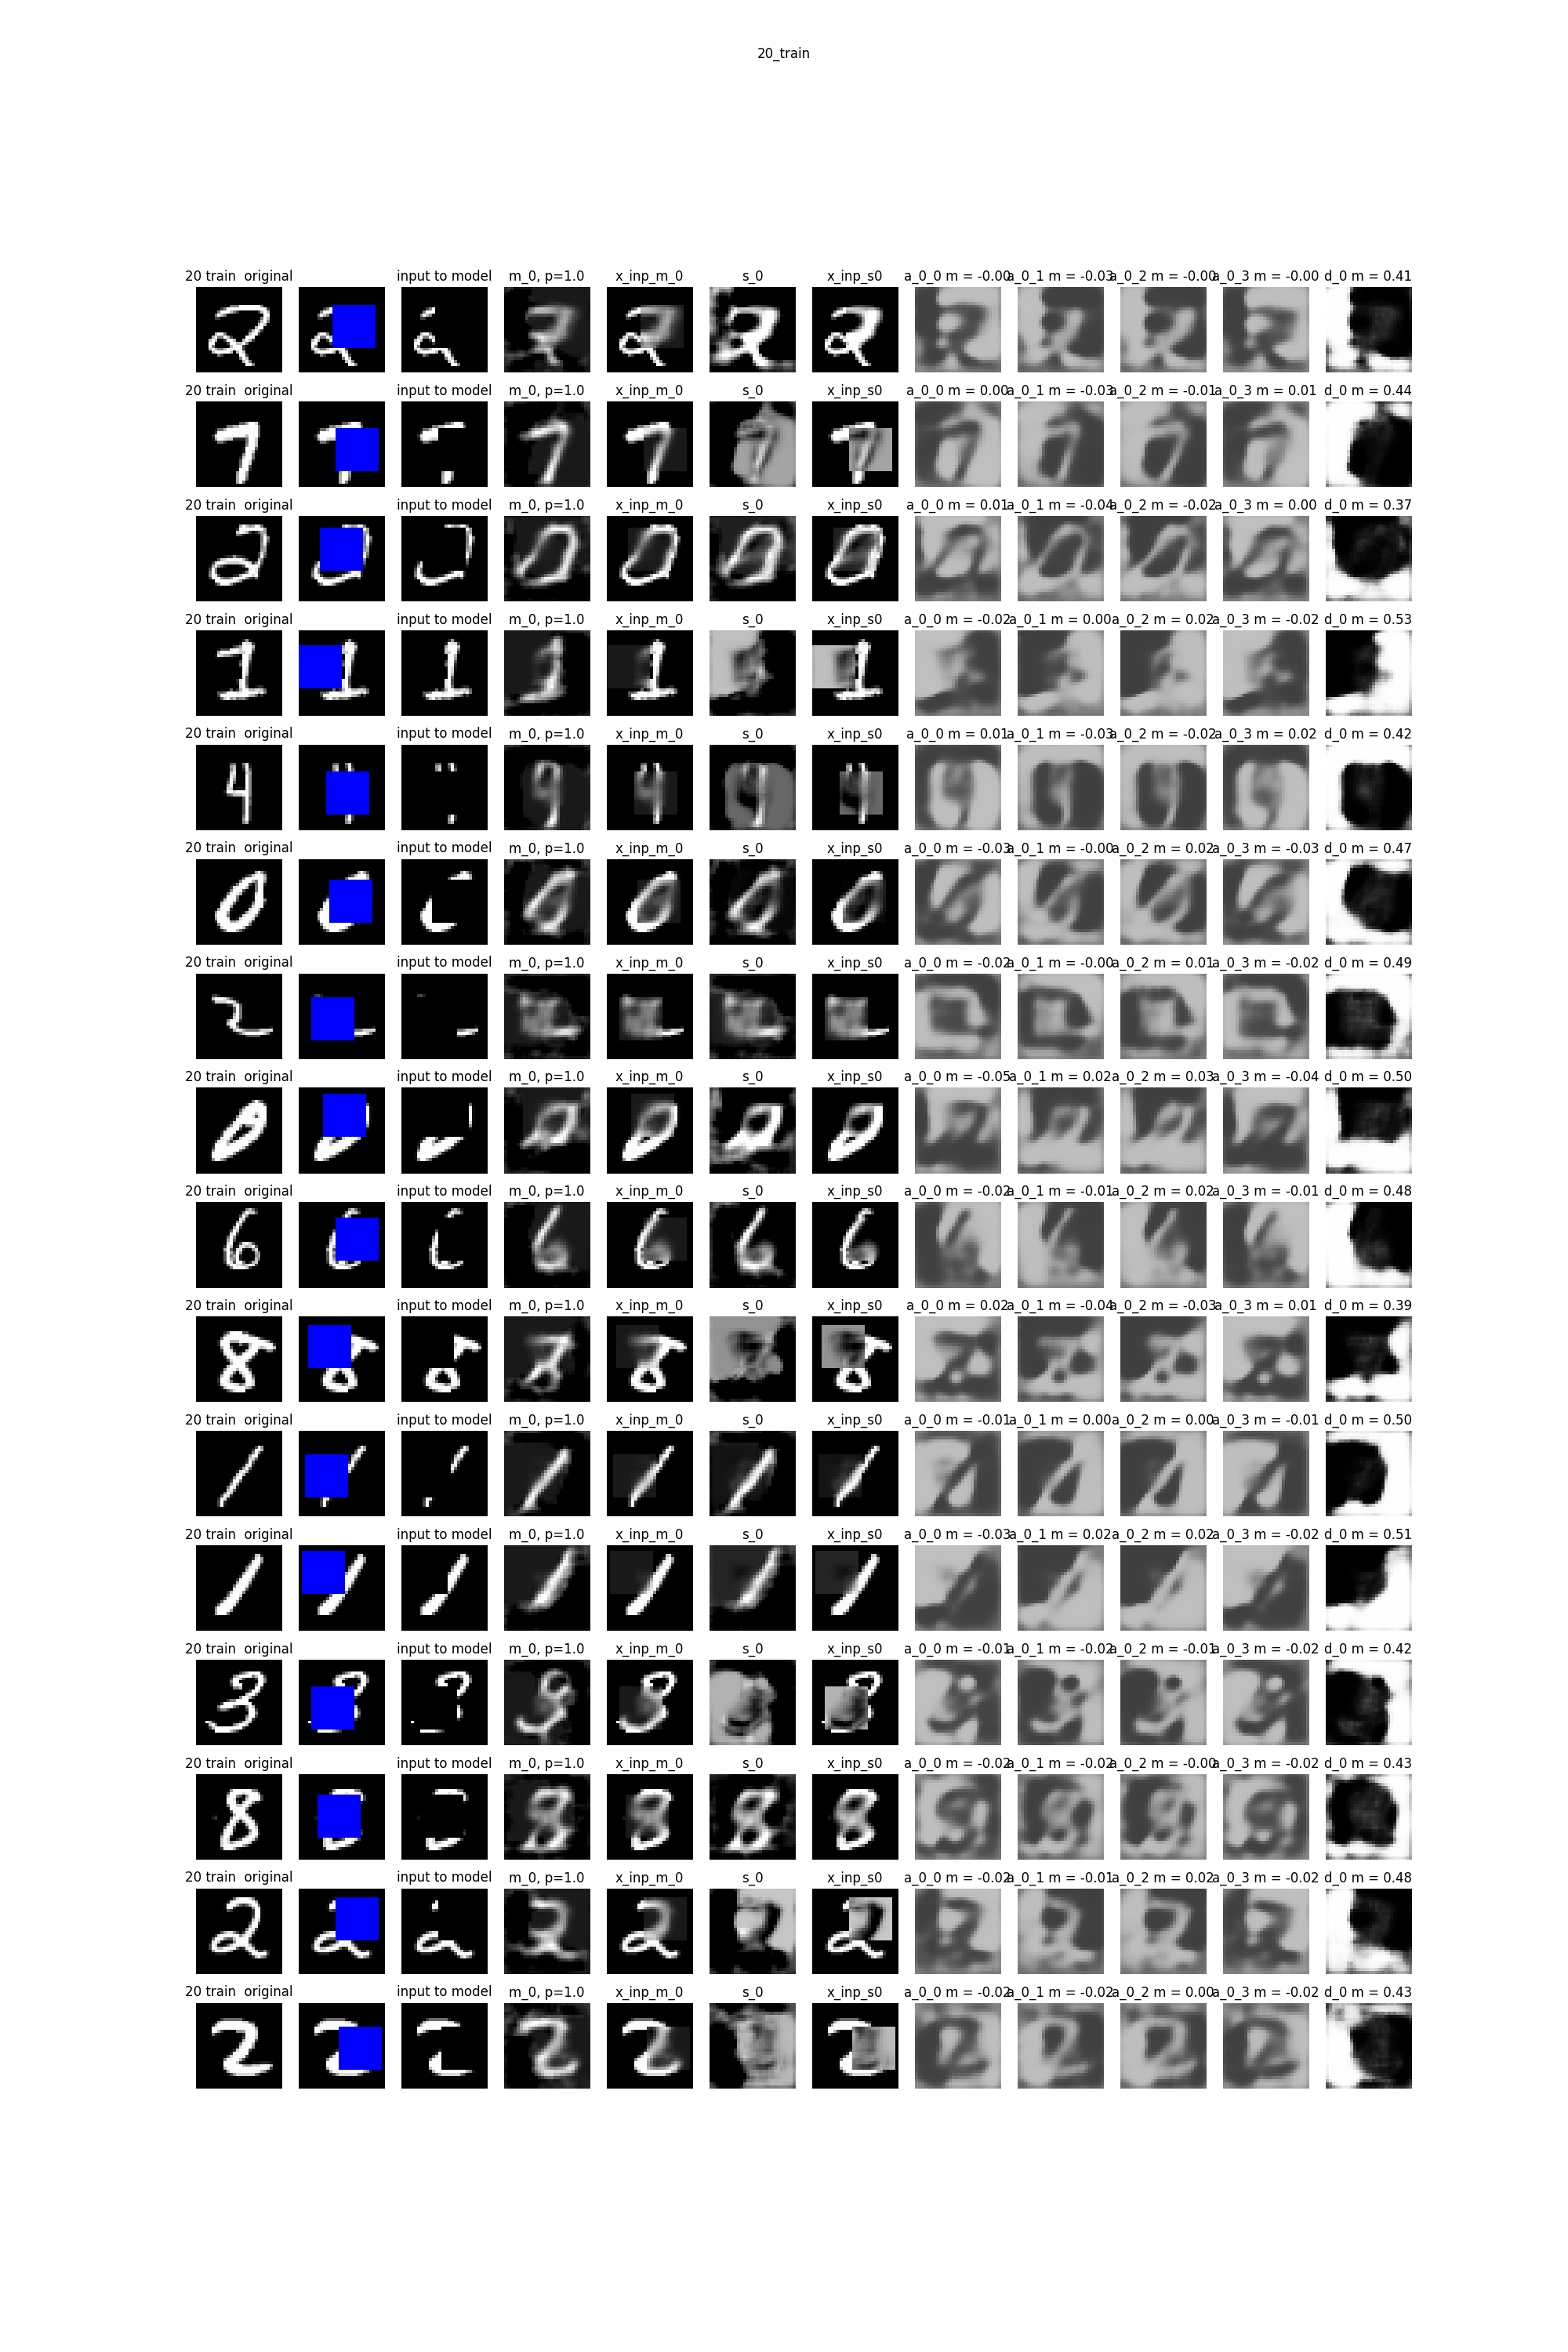 20_train
20 train original input to model m_0, p=1.0 x_inp_m_0 s_0 x_inp_s0 a_0_0 m = -0.00 a_0_1 m = -0.03 a_0_2 m = -0.00 a_0_3 m = -0.00 d_0 m = 0.41
20 train original input to model m_0, p=1.0 x_inp_m_0 s_0 x_inp_s0 a_0_0 m = 0.00 a_0_1 m = -0.03 a_0_2 m = -0.01 a_0_3 m = 0.01 d_0 m = 0.44
20 train original input to model m_0, p=1.0 x_inp_m_0 s_0 x_inp_s0 a_0_0 m = 0.01 a_0_1 m = -0.04 a_0_2 m = -0.02 a_0_3 m = 0.00 d_0 m = 0.37
20 train original input to model m_0, p=1.0 x_inp_m_0 s_0 x_inp_s0 a_0_0 m = -0.02 a_0_1 m = 0.00 a_0_2 m = 0.02 a_0_3 m = -0.02 d_0 m = 0.53
20 train original input to model m_0, p=1.0 x_inp_m_0 s_0 x_inp_s0 a_0_0 m = 0.01 a_0_1 m = -0.03 a_0_2 m = -0.02 a_0_3 m = 0.02 d_0 m = 0.42
20 train original input to model m_0, p=1.0 x_inp_m_0 s_0 x_inp_s0 a_0_0 m = -0.03 a_0_1 m = -0.00 a_0_2 m = 0.02 a_0_3 m = -0.03 d_0 m = 0.47
20 train original input to model m_0, p=1.0 x_inp_m_0 s_0 x_inp_s0 a_0_0 m = -0.02 a_0_1 m = -0.00 a_0_2 m = 0.01 a_0_3 m = -0.02 d_0 m = 0.49
20 train original input to model m_0, p=1.0 x_inp_m_0 s_0 x_inp_s0 a_0_0 m = -0.05 a_0_1 m = 0.02 a_0_2 m = 0.03 a_0_3 m = -0.04 d_0 m = 0.50
20 train original input to model m_0, p=1.0 x_inp_m_0 s_0 x_inp_s0 a_0_0 m = -0.02 a_0_1 m = -0.01 a_0_2 m = 0.02 a_0_3 m = -0.01 d_0 m = 0.48
20 train original input to model m_0, p=1.0 x_inp_m_0 s_0 x_inp_s0 a_0_0 m = 0.02 a_0_1 m = -0.04 a_0_2 m = -0.03 a_0_3 m = 0.01 d_0 m = 0.39
20 train original input to model m_0, p=1.0 x_inp_m_0 s_0 x_inp_s0 a_0_0 m = -0.01 a_0_1 m = 0.00 a_0_2 m = 0.00 a_0_3 m = -0.01 d_0 m = 0.50
20 train original input to model m_0, p=1.0 x_inp_m_0 s_0 x_inp_s0 a_0_0 m = -0.03 a_0_1 m = 0.02 a_0_2 m = 0.02 a_0_3 m = -0.02 d_0 m = 0.51
20 train original input to model m_0, p=1.0 x_inp_m_0 s_0 x_inp_s0 a_0_0 m = -0.01 a_0_1 m = -0.02 a_0_2 m = -0.01 a_0_3 m = -0.02 d_0 m = 0.42
20 train original input to model m_0, p=1.0 x_inp_m_0 s_0 x_inp_s0 a_0_0 m = -0.02 a_0_1 m = -0.02 a_0_2 m = -0.00 a_0_3 m = -0.02 d_0 m = 0.43
20 train original input to model m_0, p=1.0 x_inp_m_0 s_0 x_inp_s0 a_0_0 m = -0.02 a_0_1 m = -0.01 a_0_2 m = 0.02 a_0_3 m = -0.02 d_0 m = 0.48
20 train original input to model m_0, p=1.0 x_inp_m_0 s_0 x_inp_s0 a_0_0 m = -0.02 a_0_1 m = -0.02 a_0_2 m = 0.00 a_0_3 m = -0.02 d_0 m = 0.43